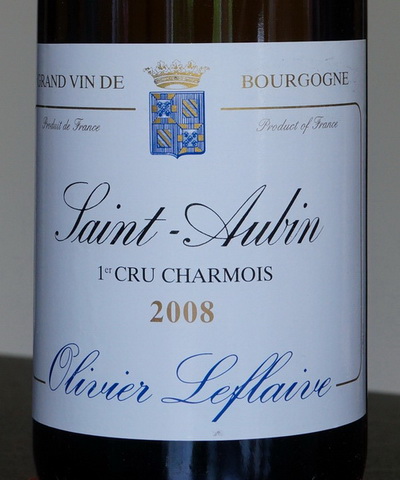 GRAND VIN DE BOURGOGNE
Produit de France Product of France
Saint-Aubin
1er CRU CHARMOIS
2008
Olivier Leflaive